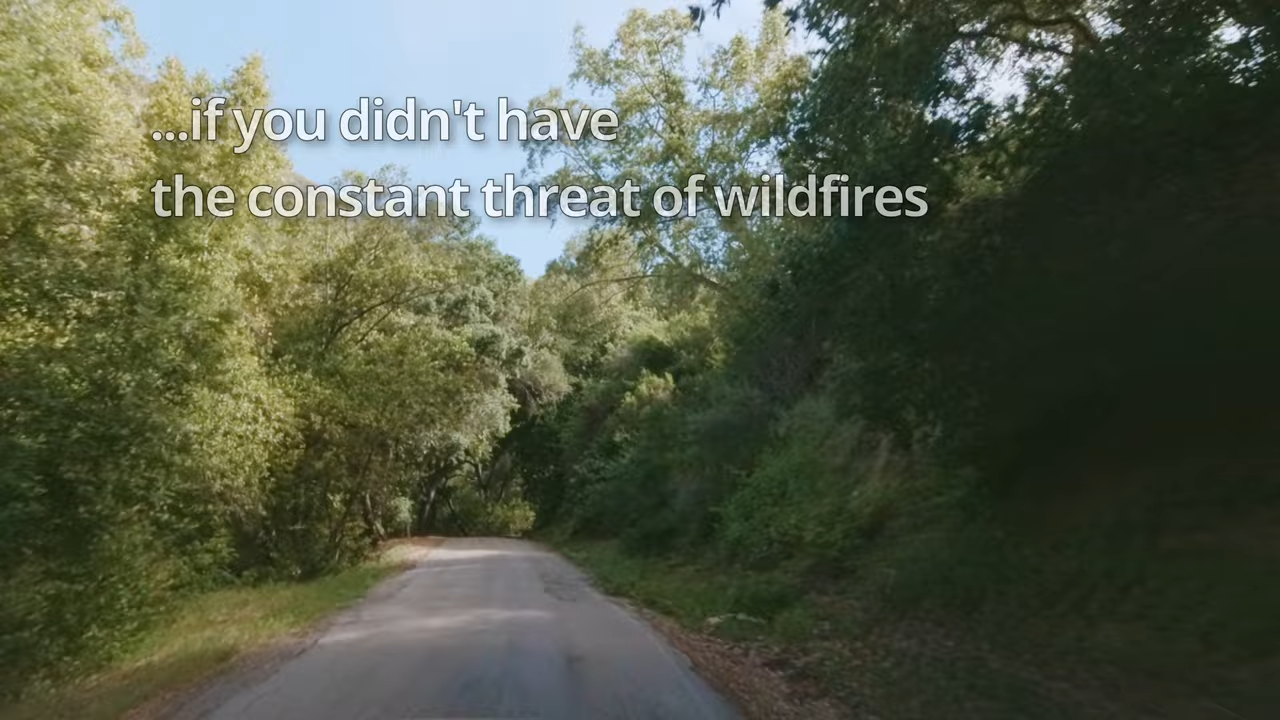 ...if you didn't have
the constant threat of wildfires